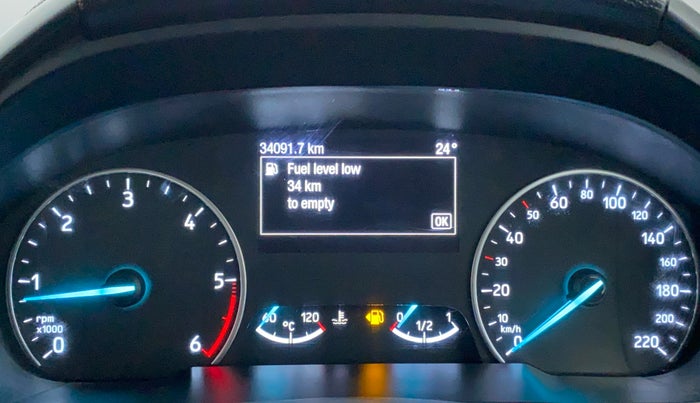 34091.7 km 24°
Fuel level low
34 km
to empty
OK
0 1 2 3 4 5 6
rpm
x1000
60 120
°C
0 1/2 1
0 10 20 30 40 50 60 80 100 120 140 160 180 200 220
km/h